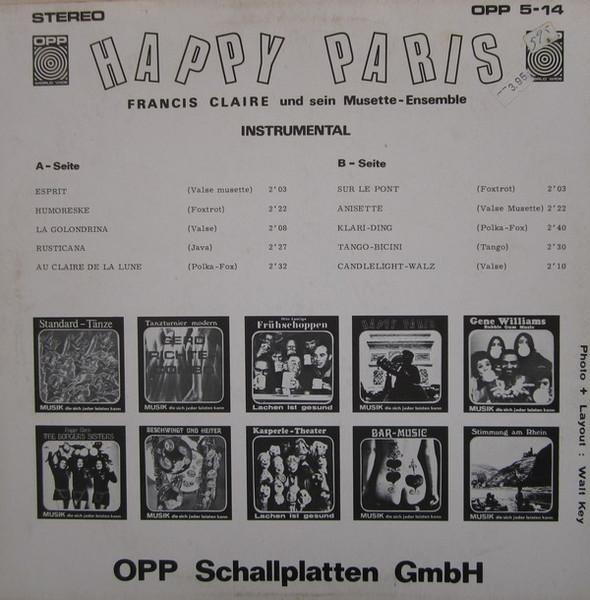 STEREO
OPP 5-14
OPP
HAPPY PARIS
595
3.95
FRANCIS CLAIRE und sein Musette-Ensemble
INSTRUMENTAL
A-Seite
ESPRIT (Valse musette) 2'03
HUMORESKE (Foxtrot) 2'22
LA GOLONDRINA (Valse) 2'08
RUSTICANA (Java) 2'27
AU CLAIRE DE LA LUNE (Polka-Fox) 2'32
B-Seite
SUR LE PONT (Foxtrot) 2'03
ANISETTE (Valse Musette) 2'22
KLARI-DING (Polka-Fox) 2'40
TANGO-BICINI (Tango) 2'30
CANDLELIGHT-WALZ (Valse) 2'10
Standard-Tänze
MUSIK die sich jeder leisten kann
Tanzturnier modern
GERD
MUSIK die sich jeder leisten kann
Frühschoppen
Lachen ist gesund
HAPPY PARIS
MUSIK die sich jeder leisten kann
Gene Williams
Bubble Gum Music
MUSIK die sich jeder leisten kann
THE BORGERS SISTERS
MUSIK die sich jeder leisten kann
BESCHWINGT UND HEITER
MUSIK die sich jeder leisten kann
Kasperle-Theater
Lachen ist gesund
BAR-MUSIC
MUSIK die sich jeder leisten kann
Stimmung am Rhein
MUSIK die sich jeder leisten kann
Photo + Layout : Walt Key
OPP Schallplatten GmbH